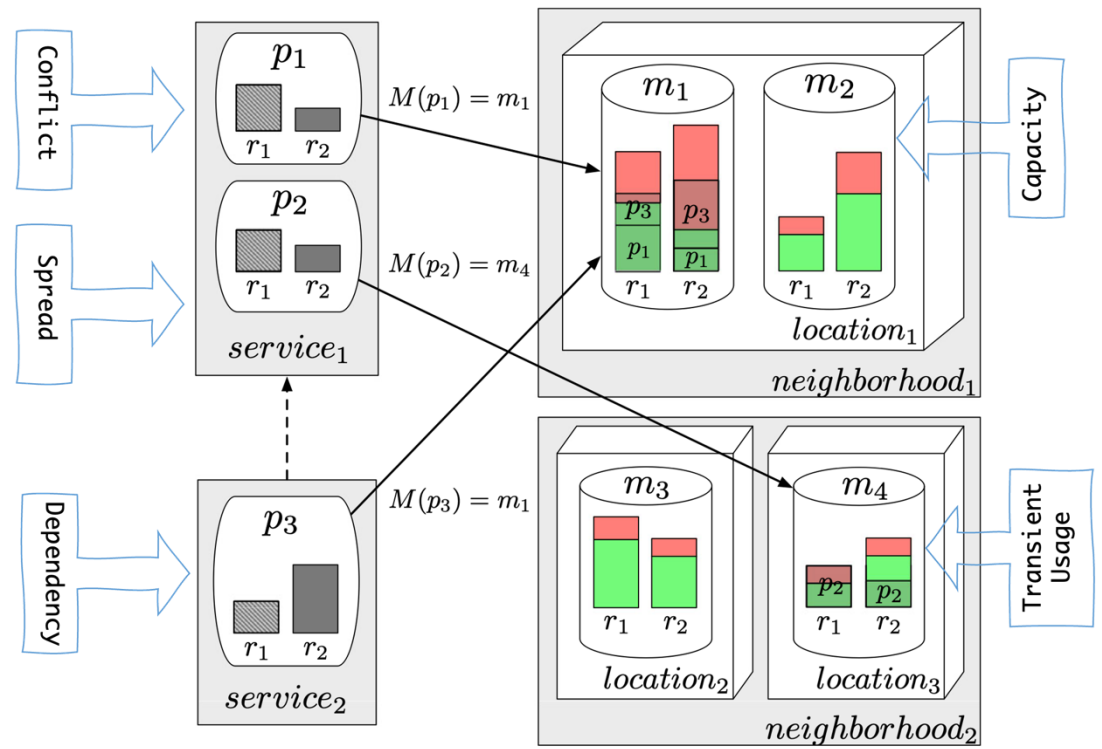 Conflict
Spread
Dependency
p₁
r₁ r₂
p₂
r₁ r₂
service₁
p₃
r₁ r₂
service₂
M(p₁) = m₁
M(p₂) = m₄
M(p₃) = m₁
m₁
p₃ p₃
p₁ p₁
r₁ r₂
m₂
r₁ r₂
location₁
neighborhood₁
m₃
r₁ r₂
location₂
m₄
p₂ p₂
r₁ r₂
location₃
neighborhood₂
Capacity
Transient
Usage